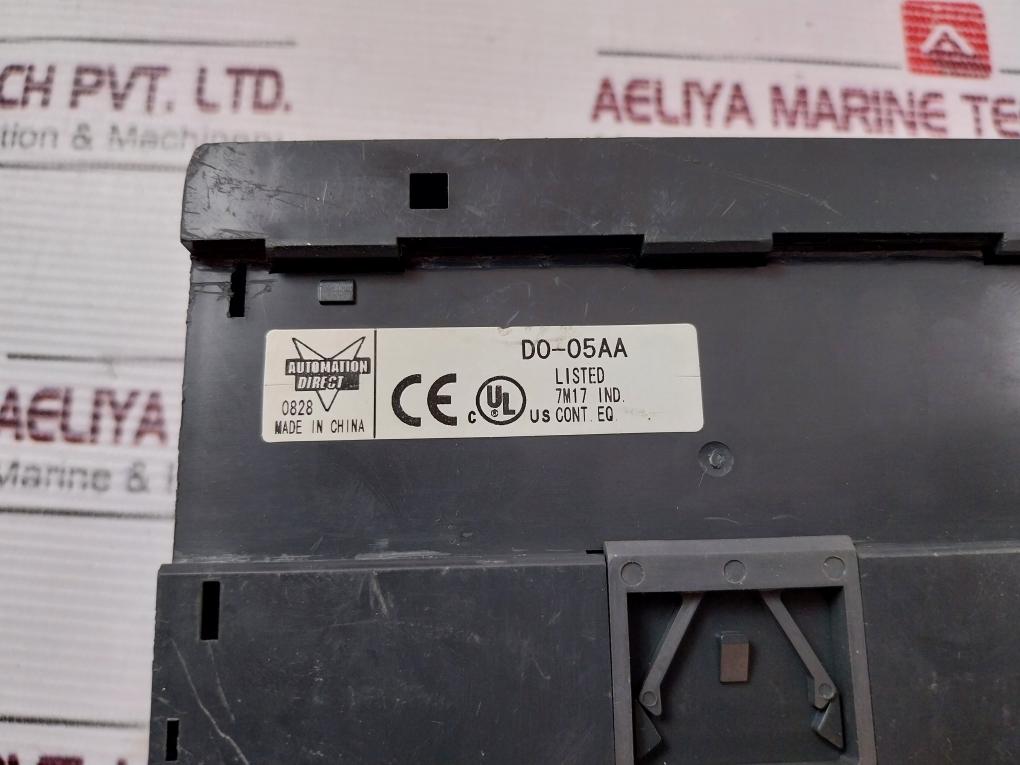 CH PVT. LTD.
tion & Machinery
AELIYA MARINE TE
DO-05AA
AUTOMATION
DIRECT
LISTED
7M17 IND.
CONT. EQ.
CE
C UL ® US
0828
MADE IN CHINA
AELIYA
Marine &